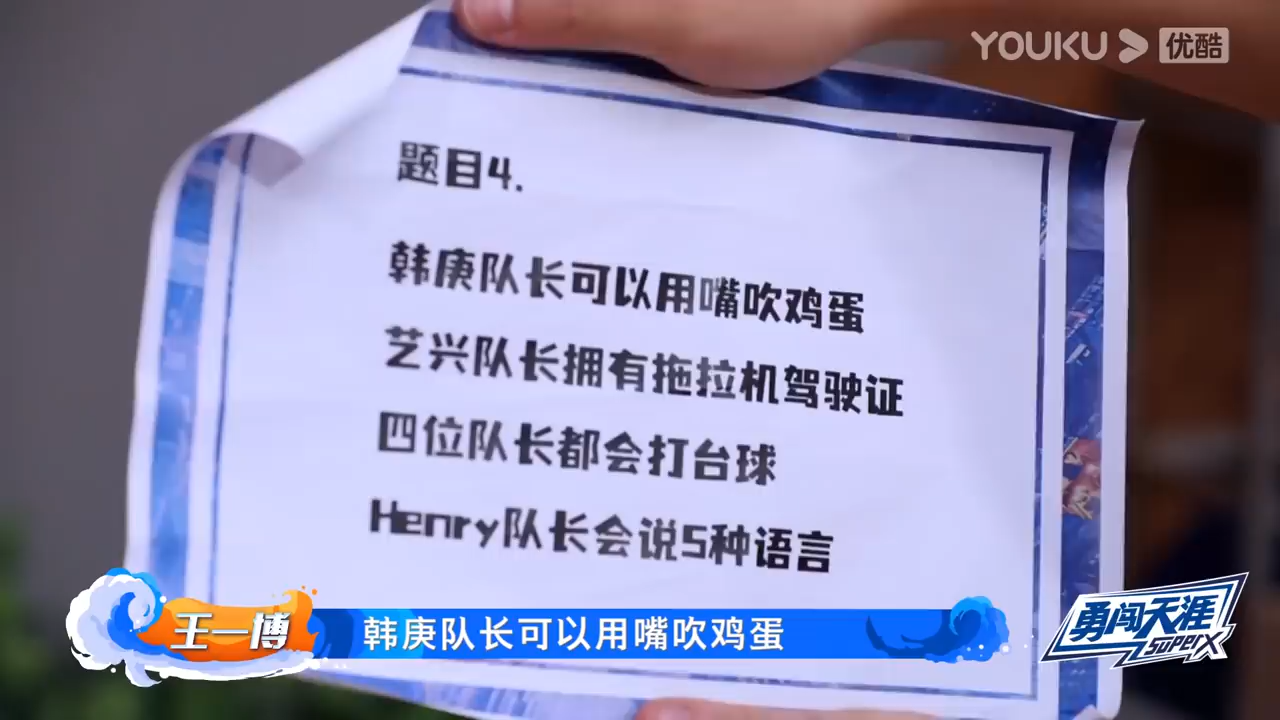 YOUKU 优酷
题目4.
韩庚队长可以用嘴吹鸡蛋
艺兴队长拥有拖拉机驾驶证
四位队长都会打台球
Henry队长会说5种语言
王一博 韩庚队长可以用嘴吹鸡蛋
勇闯天涯
SUPERX